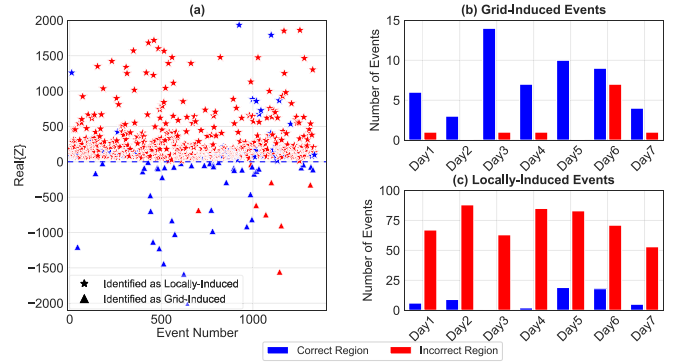 (a)
2000
1500
1000
500
0
−500
−1000
−1500
−2000
Real{Z}
0
500
1000
Event Number
Identified as Locally-Induced
Identified as Grid-Induced
(b) Grid-Induced Events
15
10
5
0
Number of Events
Day1
Day2
Day3
Day4
Day5
Day6
Day7
(c) Locally-Induced Events
100
75
50
25
0
Number of Events
Day1
Day2
Day3
Day4
Day5
Day6
Day7
Correct Region
Incorrect Region